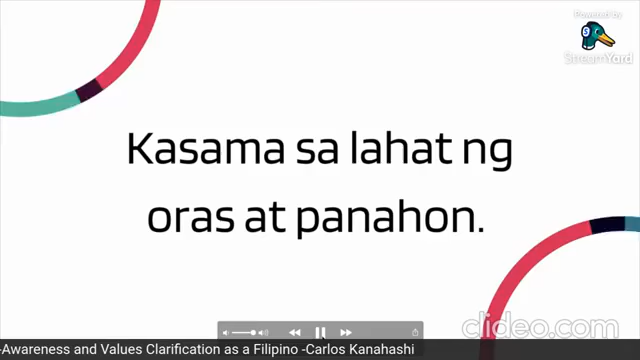 Powered by
StreamYard
Kasama sa lahat ng
oras at panahon.
clideo.com
-Awareness and Values Clarification as a Filipino -Carlos Kanahashi